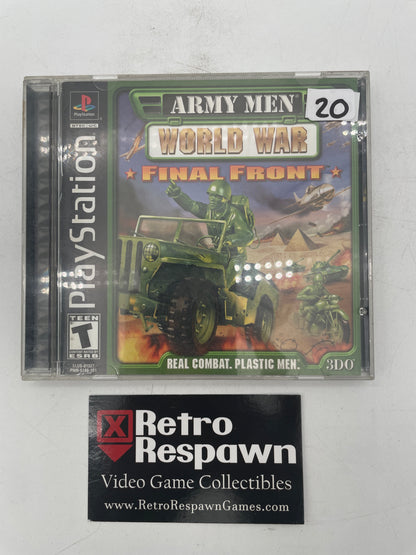 ARMY MEN
20
WORLD WAR
FINAL FRONT
PlayStation
PlayStation
TEEN
T
ESRB
REAL COMBAT. PLASTIC MEN.
3DO
Retro
Respawn
Video Game Collectibles
www.RetroRespawnGames.com